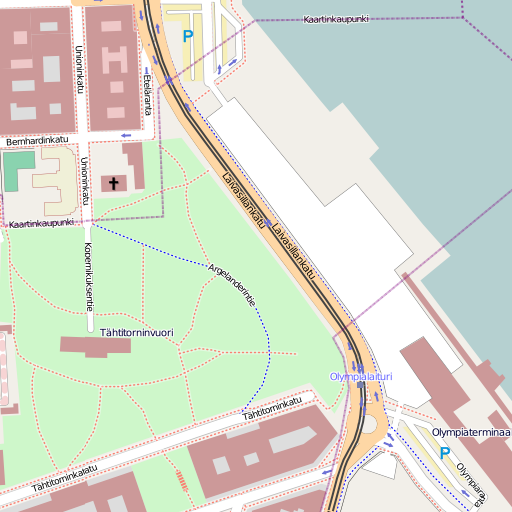 Kaartinkaupunki
P
Unioninkatu
Eteläranta
Bernhardinkatu
Unioninkatu
Laivasillankatu
Laivasillankatu
Kaartinkaupunki
Kopernikuksentie
Argelanderintie
Tähtitorninvuori
Olympialaituri
Tähtitorninkatu
Olympiaterminaa
P
Tähtitorninkatu
Olympiaranta